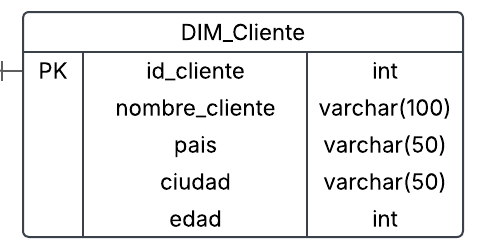 DIM_Cliente
PK id_cliente int
nombre_cliente varchar(100)
pais varchar(50)
ciudad varchar(50)
edad int